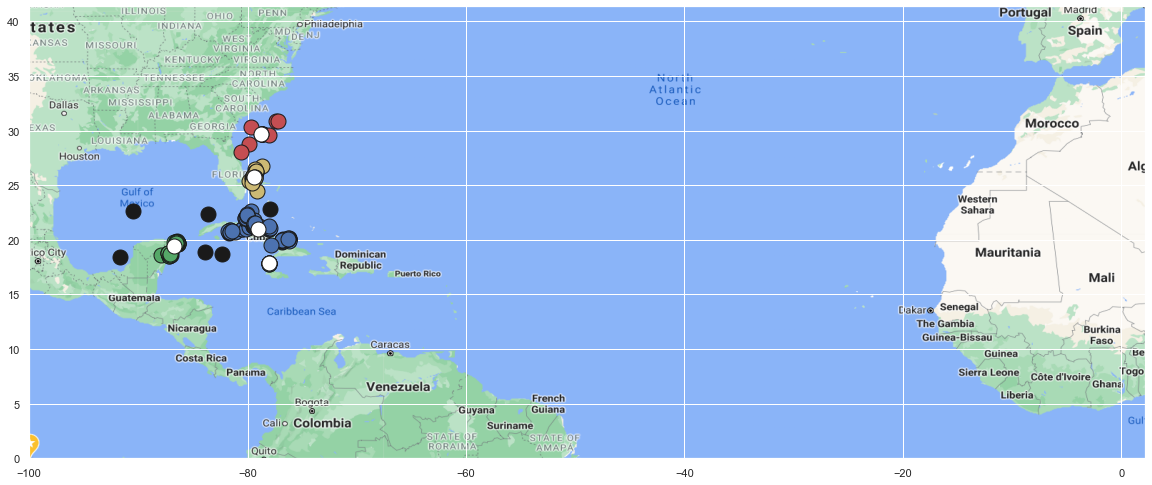 ILLINOIS
OHIO
PENN
Philadelphia
Madrid
Portugal
Spain
tates
INDIANA
MD
DE
NJ
KANSAS
MISSOURI
WEST
VIRGINIA
KENTUCKY
VIRGINIA
OKLAHOMA
TENNESSEE
NORTH
CAROLINA
North
Atlantic
Ocean
ARKANSAS
Dallas
MISSISSIPPI
SOUTH
CAROLINA
ALABAMA
GEORGIA
Morocco
EXAS
LOUISIANA
Houston
FLORI
Alg
Gulf of
Mexico
Western
Sahara
ico City
Dominican
Republic
Puerto Rico
Mauritania
Mali
Guatemala
Caribbean Sea
Dakar
Senegal
The Gambia
Nicaragua
Guinea-Bissau
Burkina
Faso
Costa Rica
Caracas
Guinea
Be
Panama
Venezuela
Sierra Leone
Côte d'Ivoire
Togo
Ghana
Liberia
Bogota
Guyana
French
Guiana
Suriname
Cali
Colombia
STATE OF
RORAIMA
STATE OF
AMAPA
Gulf
Quito
40
35
30
25
20
15
10
5
0
−100
−80
−60
−40
−20
0